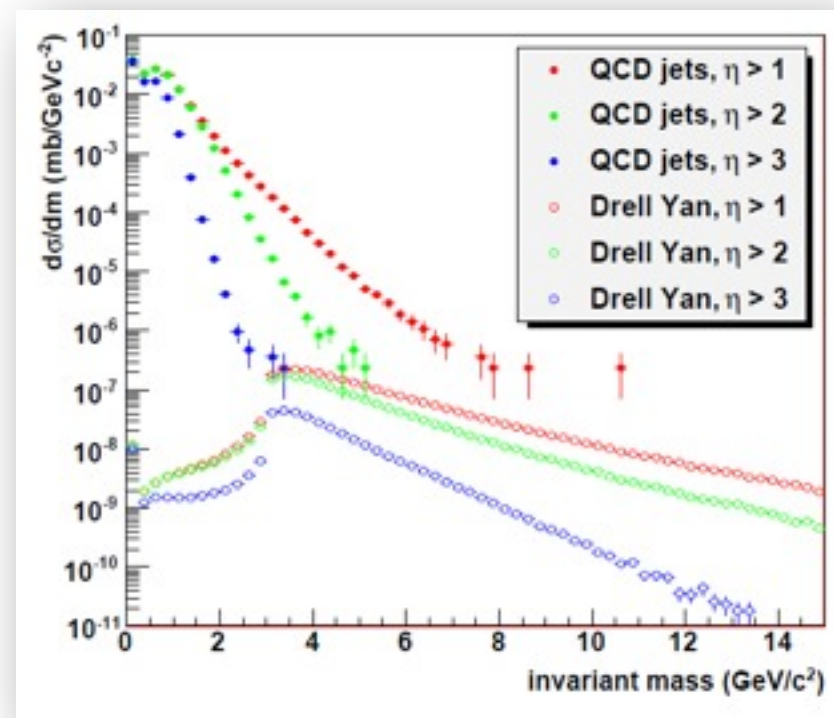 dσ/dm (mb/GeVc⁻²)
10⁻¹
10⁻²
10⁻³
10⁻⁴
10⁻⁵
10⁻⁶
10⁻⁷
10⁻⁸
10⁻⁹
10⁻¹⁰
10⁻¹¹
QCD jets, η > 1
QCD jets, η > 2
QCD jets, η > 3
Drell Yan, η > 1
Drell Yan, η > 2
Drell Yan, η > 3
0 2 4 6 8 10 12 14
invariant mass (GeV/c²)